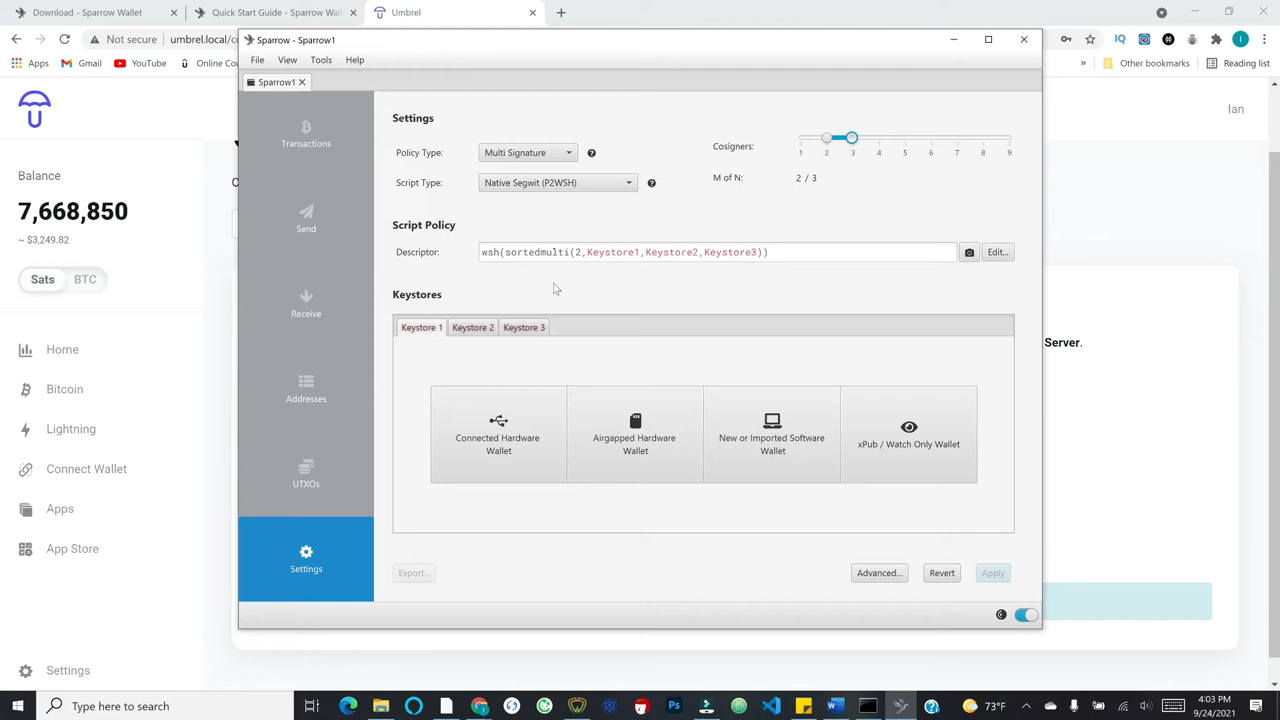 Download - Sparrow Wallet
Quick Start Guide - Sparrow Wallet
Umbrel
Not secure
umbrel.local/co
Apps
Gmail
YouTube
Online Cou
Other bookmarks
Reading list
Sparrow - Sparrow1
File View Tools Help
Sparrow1
Transactions
Send
Receive
Addresses
UTXOs
Settings
Settings
Policy Type:
Multi Signature
Script Type:
Native Segwit (P2WSH)
Cosigners:
1 2 3 4 5 6 7 8 9
M of N:
2 / 3
Script Policy
Descriptor:
wsh(sortedmulti(2,Keystore1,Keystore2,Keystore3))
Edit...
Keystores
Keystore 1
Keystore 2
Keystore 3
Connected Hardware
Wallet
Airgapped Hardware
Wallet
New or Imported Software
Wallet
xPub / Watch Only Wallet
Export...
Advanced...
Revert
Apply
Ian
Balance
7,668,850
~ $3,249.82
Sats
BTC
Home
Bitcoin
Lightning
Connect Wallet
Apps
App Store
Settings
Server.
Type here to search
73°F
4:03 PM
9/24/2021